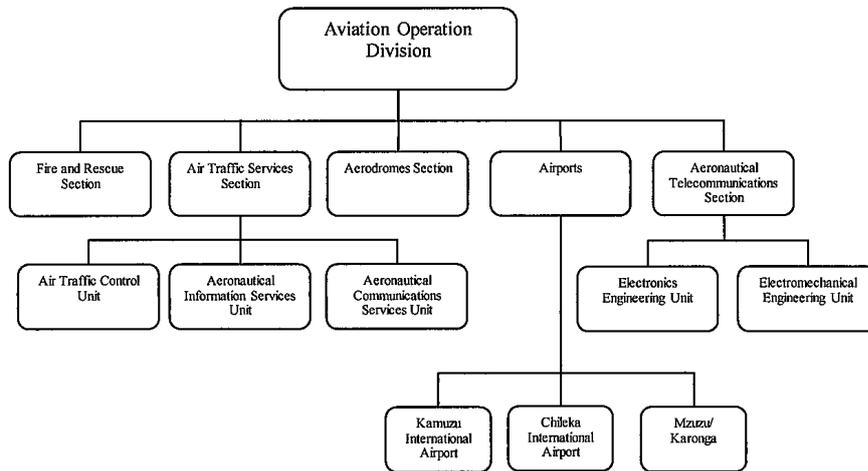 Aviation Operation
Division
Fire and Rescue
Section
Air Traffic Services
Section
Aerodromes Section
Airports
Aeronautical
Telecommunications
Section
Air Traffic Control
Unit
Aeronautical
Information Services
Unit
Aeronautical
Communications
Services Unit
Electronics
Engineering Unit
Electromechanical
Engineering Unit
Kamuzu
International
Airport
Chileka
International
Airport
Mzuzu/
Karonga